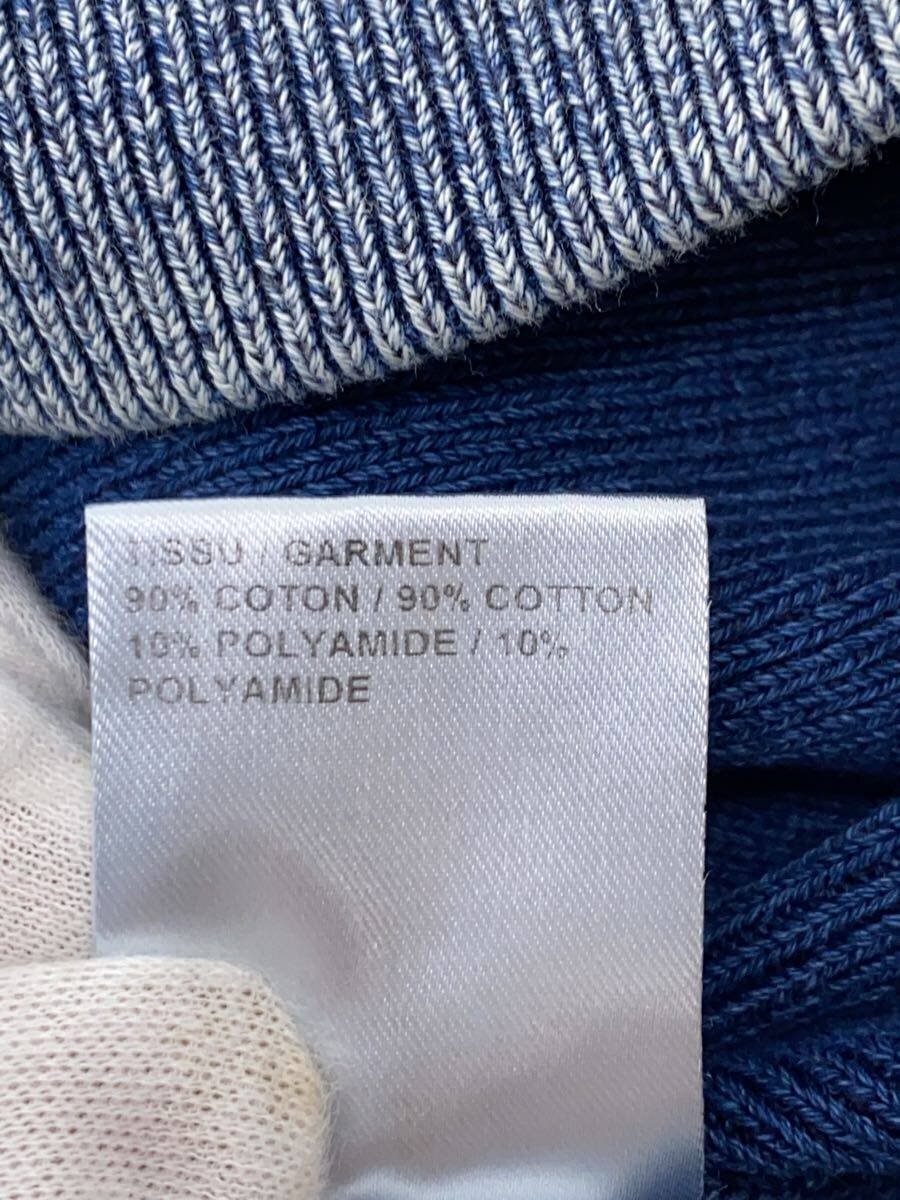 TISSU / GARMENT
90% COTON / 90% COTTON
10% POLYAMIDE / 10%
POLYAMIDE